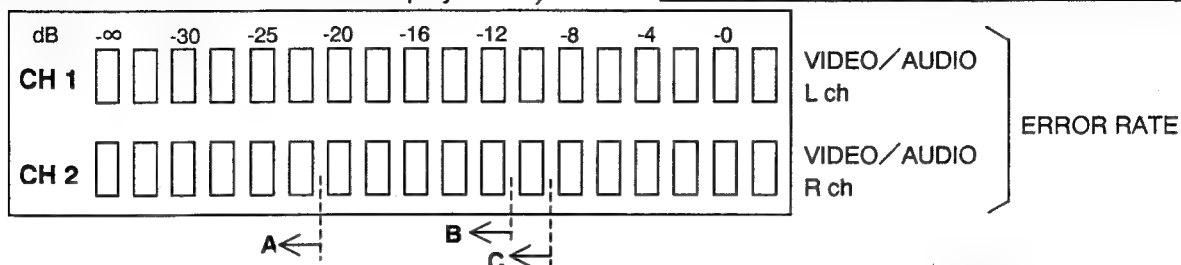 dB -∞ -30 -25 -20 -16 -12 -8 -4 -0
CH 1
VIDEO／AUDIO
L ch
ERROR RATE
CH 2
VIDEO／AUDIO
R ch
A
B
C